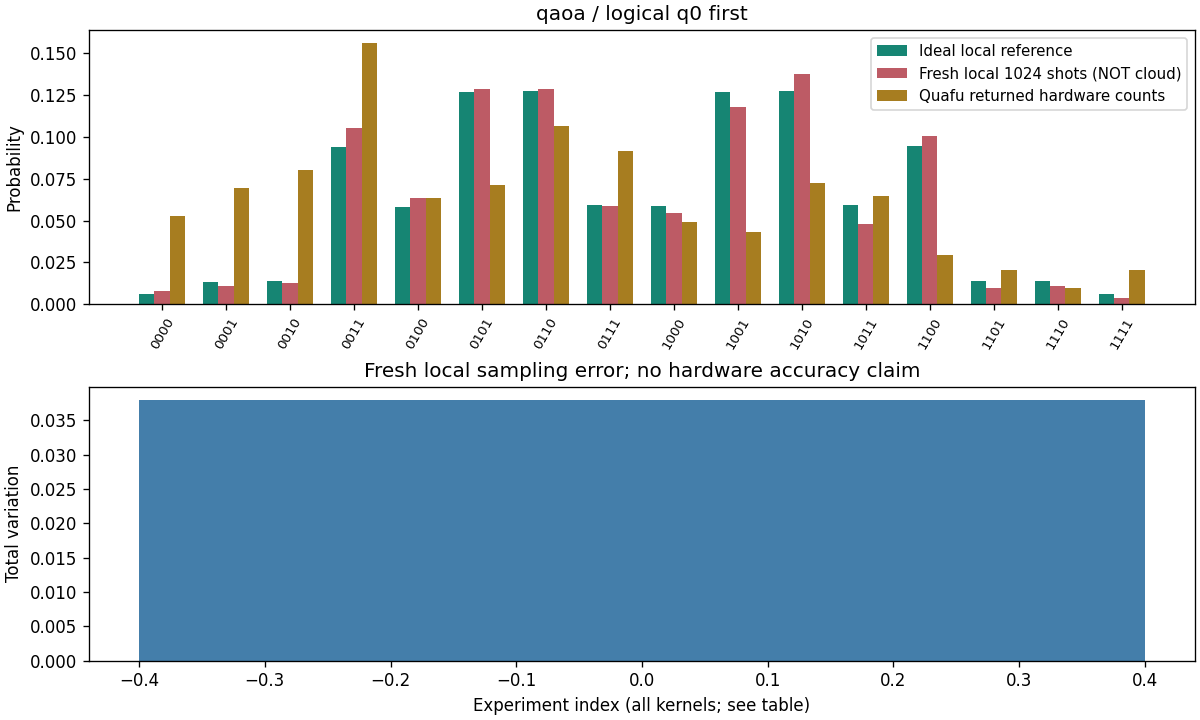 qaoa / logical q0 first
Probability
0.150
0.125
0.100
0.075
0.050
0.025
0.000
Ideal local reference
Fresh local 1024 shots (NOT cloud)
Quafu returned hardware counts
0000 0001 0010 0011 0100 0101 0110 0111 1000 1001 1010 1011 1100 1101 1110 1111
Fresh local sampling error; no hardware accuracy claim
Total variation
0.035
0.030
0.025
0.020
0.015
0.010
0.005
0.000
−0.4 −0.3 −0.2 −0.1 0.0 0.1 0.2 0.3 0.4
Experiment index (all kernels; see table)